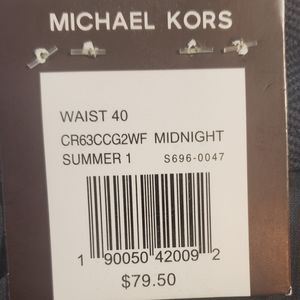 MICHAEL KORS
WAIST 40
CR63CCG2WF MIDNIGHT
SUMMER 1 S696-0047
1 90050 42009 2
$79.50